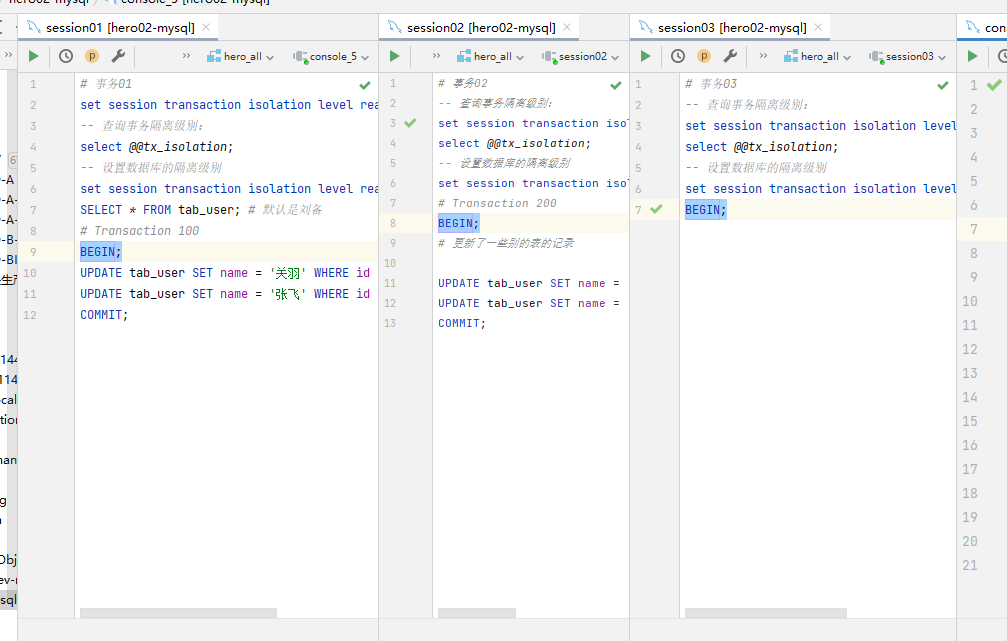 session01 [hero02-mysql]
hero_all
console_5
1 # 事务01
2 set session transaction isolation level rea
3 -- 查询事务隔离级别:
4 select @@tx_isolation;
5 -- 设置数据库的隔离级别
6 set session transaction isolation level rea
7 SELECT * FROM tab_user; # 默认是刘备
8 # Transaction 100
9 BEGIN;
10 UPDATE tab_user SET name = '关羽' WHERE id
11 UPDATE tab_user SET name = '张飞' WHERE id
12 COMMIT;
session02 [hero02-mysql]
hero_all
session02
1 # 事务02
2 -- 查询事务隔离级别:
3 set session transaction iso
4 select @@tx_isolation;
5 -- 设置数据库的隔离级别
6 set session transaction iso
7 # Transaction 200
8 BEGIN;
9 # 更新了一些别的表的记录
10
11 UPDATE tab_user SET name =
12 UPDATE tab_user SET name =
13 COMMIT;
session03 [hero02-mysql]
hero_all
session03
1 # 事务03
2 -- 查询事务隔离级别:
3 set session transaction isolation level
4 select @@tx_isolation;
5 -- 设置数据库的隔离级别
6 set session transaction isolation level
7 BEGIN;
con
1
2
3
4
5
6
7
8
9
10
11
12
13
14
15
16
17
18
19
20
21